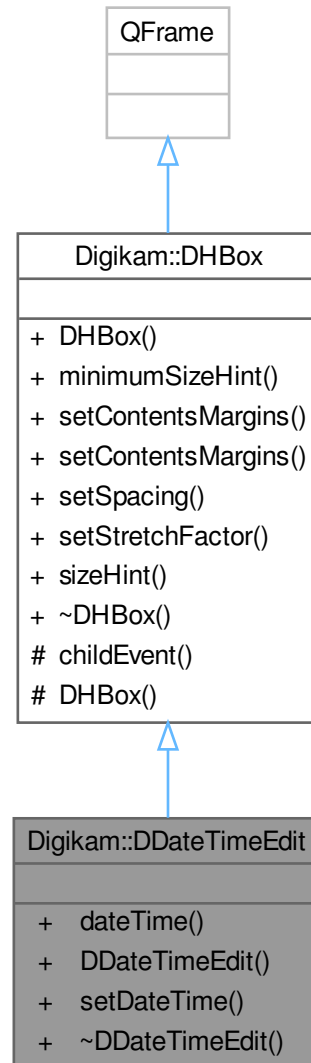 QFrame
Digikam::DHBox
+ DHBox()
+ minimumSizeHint()
+ setContentsMargins()
+ setContentsMargins()
+ setSpacing()
+ setStretchFactor()
+ sizeHint()
+ ~DHBox()
# childEvent()
# DHBox()
Digikam::DDateTimeEdit
+ dateTime()
+ DDateTimeEdit()
+ setDateTime()
+ ~DDateTimeEdit()